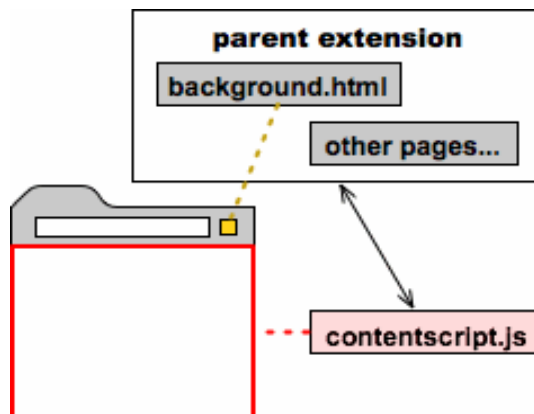 parent extension
background.html
other pages...
contentscript.js